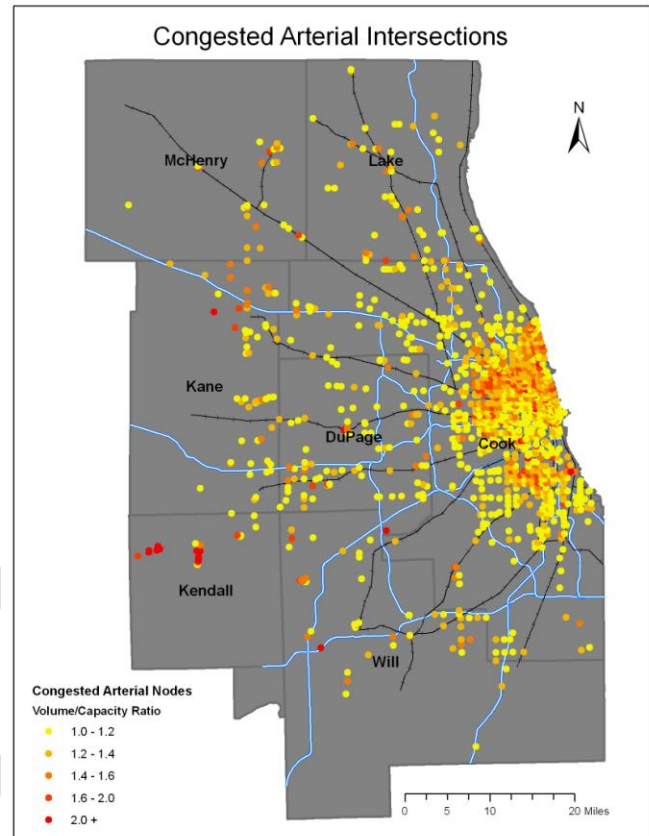 Congested Arterial Intersections
N
McHenry
Lake
Kane
DuPage
Cook
Kendall
Will
Congested Arterial Nodes
Volume/Capacity Ratio
1.0 - 1.2
1.2 - 1.4
1.4 - 1.6
1.6 - 2.0
2.0 +
0 5 10 20 Miles